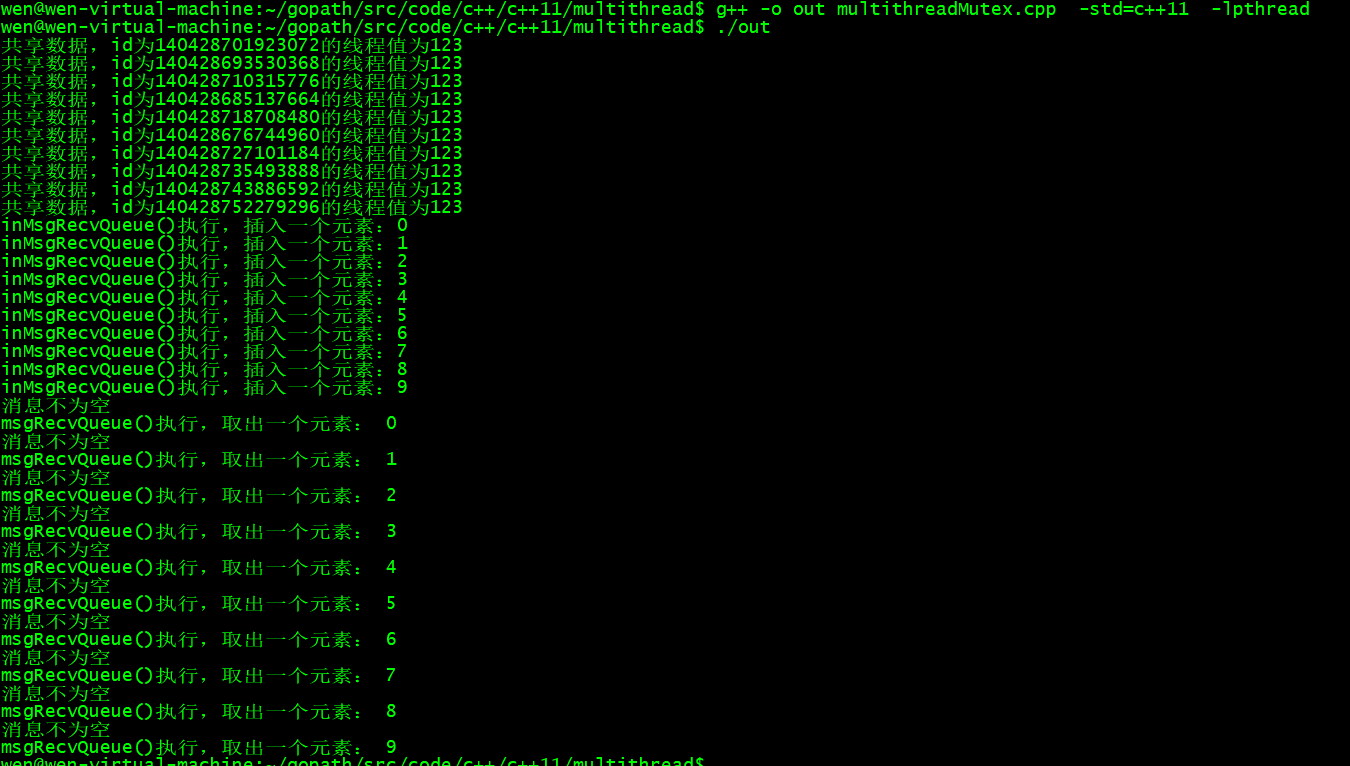 wen@wen-virtual-machine:~/gopath/src/code/c++/c++11/multithread$ g++ -o out multithreadMutex.cpp  -std=c++11  -lpthread
wen@wen-virtual-machine:~/gopath/src/code/c++/c++11/multithread$ ./out
共享数据，id为140428701923072的线程值为123
共享数据，id为140428693530368的线程值为123
共享数据，id为140428710315776的线程值为123
共享数据，id为140428685137664的线程值为123
共享数据，id为140428718708480的线程值为123
共享数据，id为140428676744960的线程值为123
共享数据，id为140428727101184的线程值为123
共享数据，id为140428735493888的线程值为123
共享数据，id为140428743886592的线程值为123
共享数据，id为140428752279296的线程值为123
inMsgRecvQueue()执行，插入一个元素：0
inMsgRecvQueue()执行，插入一个元素：1
inMsgRecvQueue()执行，插入一个元素：2
inMsgRecvQueue()执行，插入一个元素：3
inMsgRecvQueue()执行，插入一个元素：4
inMsgRecvQueue()执行，插入一个元素：5
inMsgRecvQueue()执行，插入一个元素：6
inMsgRecvQueue()执行，插入一个元素：7
inMsgRecvQueue()执行，插入一个元素：8
inMsgRecvQueue()执行，插入一个元素：9
消息不为空
msgRecvQueue()执行，取出一个元素： 0
消息不为空
msgRecvQueue()执行，取出一个元素： 1
消息不为空
msgRecvQueue()执行，取出一个元素： 2
消息不为空
msgRecvQueue()执行，取出一个元素： 3
消息不为空
msgRecvQueue()执行，取出一个元素： 4
消息不为空
msgRecvQueue()执行，取出一个元素： 5
消息不为空
msgRecvQueue()执行，取出一个元素： 6
消息不为空
msgRecvQueue()执行，取出一个元素： 7
消息不为空
msgRecvQueue()执行，取出一个元素： 8
消息不为空
msgRecvQueue()执行，取出一个元素： 9
wen@wen-virtual-machine:~/gopath/src/code/c++/c++11/multithread$